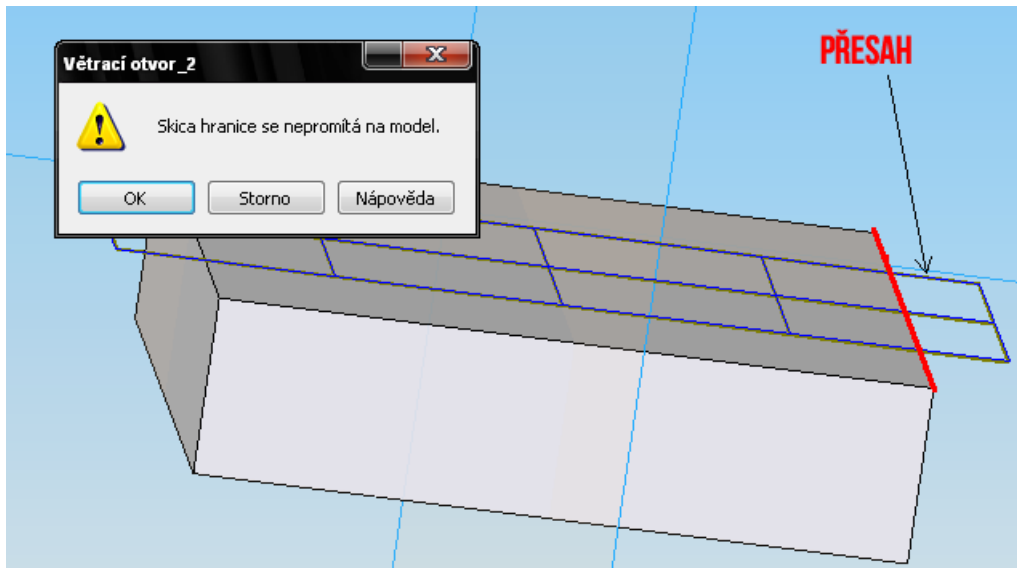 PŘESAH
Větrací otvor_2
Skica hranice se nepromítá na model.
OK
Storno
Nápověda